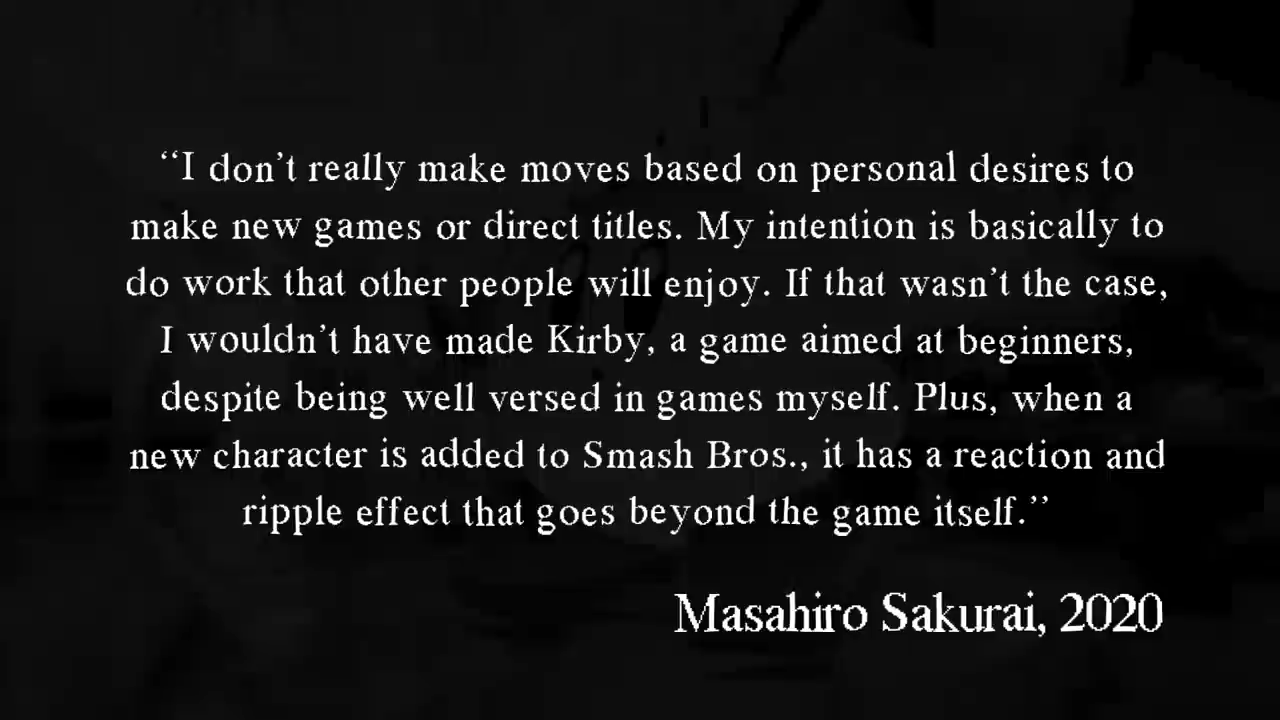 “I don’t really make moves based on personal desires to
make new games or direct titles. My intention is basically to
do work that other people will enjoy. If that wasn’t the case,
I wouldn’t have made Kirby, a game aimed at beginners,
despite being well versed in games myself. Plus, when a
new character is added to Smash Bros., it has a reaction and
ripple effect that goes beyond the game itself.”
Masahiro Sakurai, 2020